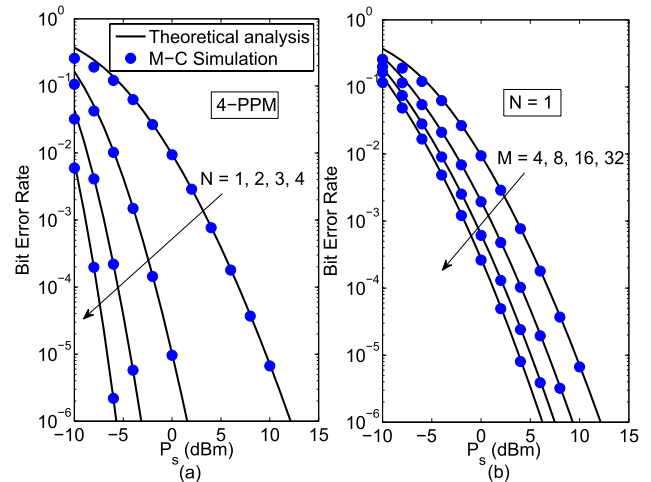 10^0
10^-1
10^-2
10^-3
10^-4
10^-5
10^-6
Bit Error Rate
Theoretical analysis
M-C Simulation
4-PPM
N = 1, 2, 3, 4
-10 -5 0 5 10 15
P_s (dBm)
(a)
10^0
10^-1
10^-2
10^-3
10^-4
10^-5
10^-6
Bit Error Rate
N = 1
M = 4, 8, 16, 32
-10 -5 0 5 10 15
P_s (dBm)
(b)